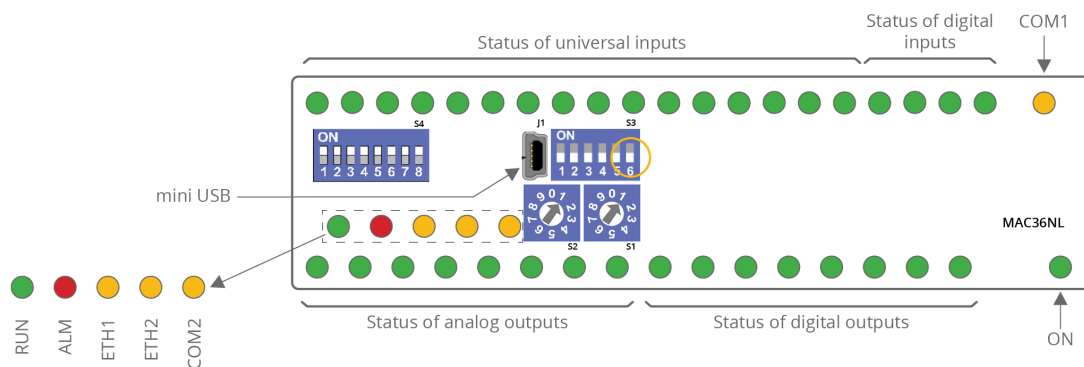 Status of universal inputs
Status of digital
inputs
COM1
S4
J1
S3
ON
1 2 3 4 5 6 7 8
ON
1 2 3 4 5 6
mini USB
0 1 2 3 4 5 6 7 8 9
0 1 2 3 4 5 6 7 8 9
S2
S1
MAC36NL
RUN
ALM
ETH1
ETH2
COM2
Status of analog outputs
Status of digital outputs
ON